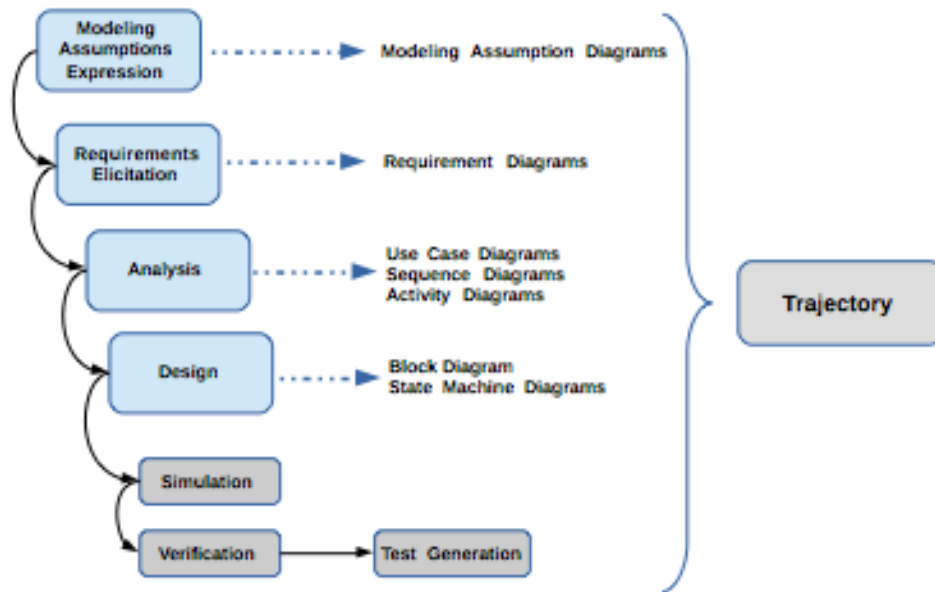 Modeling
Assumptions
Expression
Modeling Assumption Diagrams
Requirements
Elicitation
Requirement Diagrams
Analysis
Use Case Diagrams
Sequence Diagrams
Activity Diagrams
Trajectory
Design
Block Diagram
State Machine Diagrams
Simulation
Verification
Test Generation